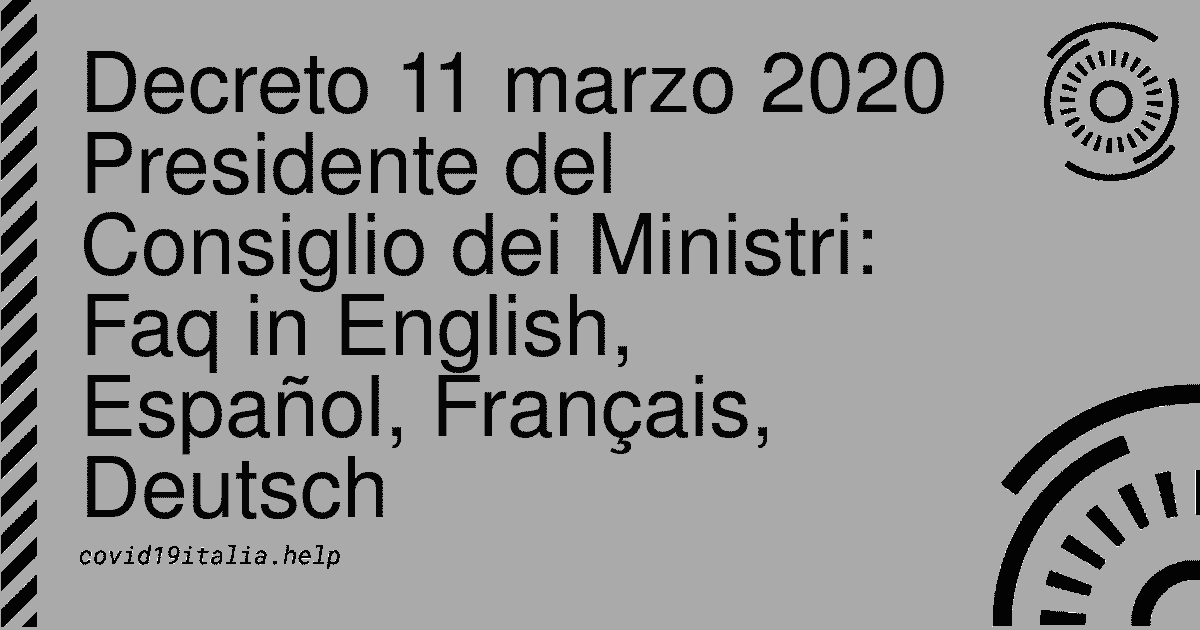 Decreto 11 marzo 2020
Presidente del
Consiglio dei Ministri:
Faq in English,
Español, Français,
Deutsch
covid19italia.help